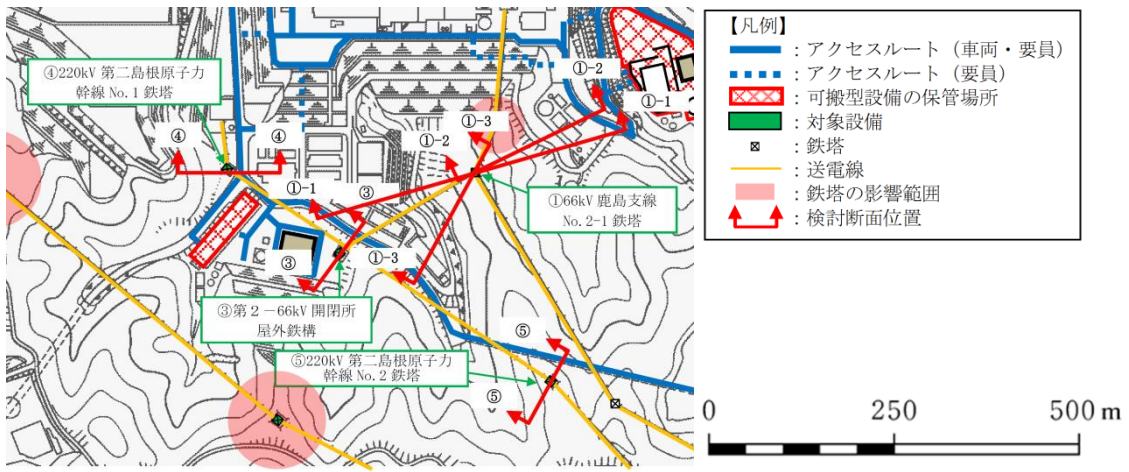 ④220kV 第二島根原子力
幹線 No.1 鉄塔
④
④
①-2
①-1
①-3
①-2
①-1
③
①66kV 鹿島支線
No.2-1 鉄塔
③
①-3
③第2-66kV 開閉所
屋外鉄構
⑤
⑤220kV 第二島根原子力
幹線 No.2 鉄塔
⑤
【凡例】
：アクセスルート（車両・要員）
：アクセスルート（要員）
：可搬型設備の保管場所
：対象設備
：鉄塔
：送電線
：鉄塔の影響範囲
：検討断面位置
0 250 500 m